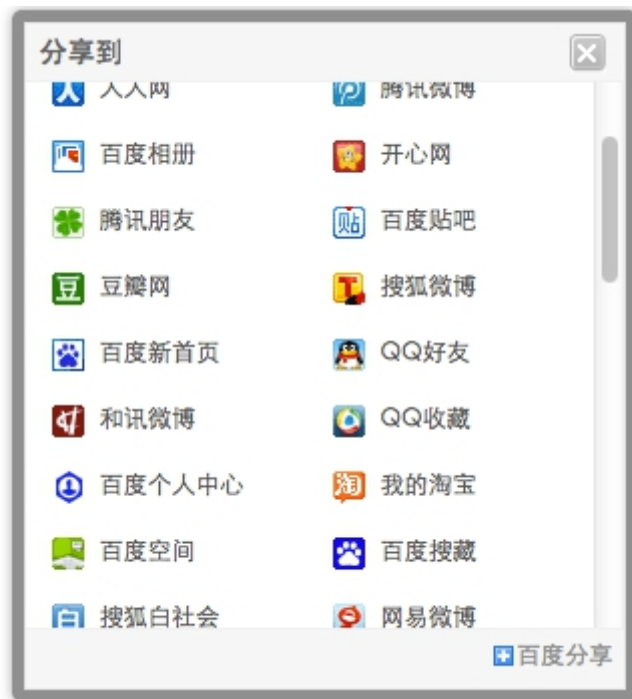 分享到
人人网 腾讯微博
百度相册 开心网
腾讯朋友 百度贴吧
豆瓣网 搜狐微博
百度新首页 QQ好友
和讯微博 QQ收藏
百度个人中心 我的淘宝
百度空间 百度搜藏
搜狐白社会 网易微博
百度分享